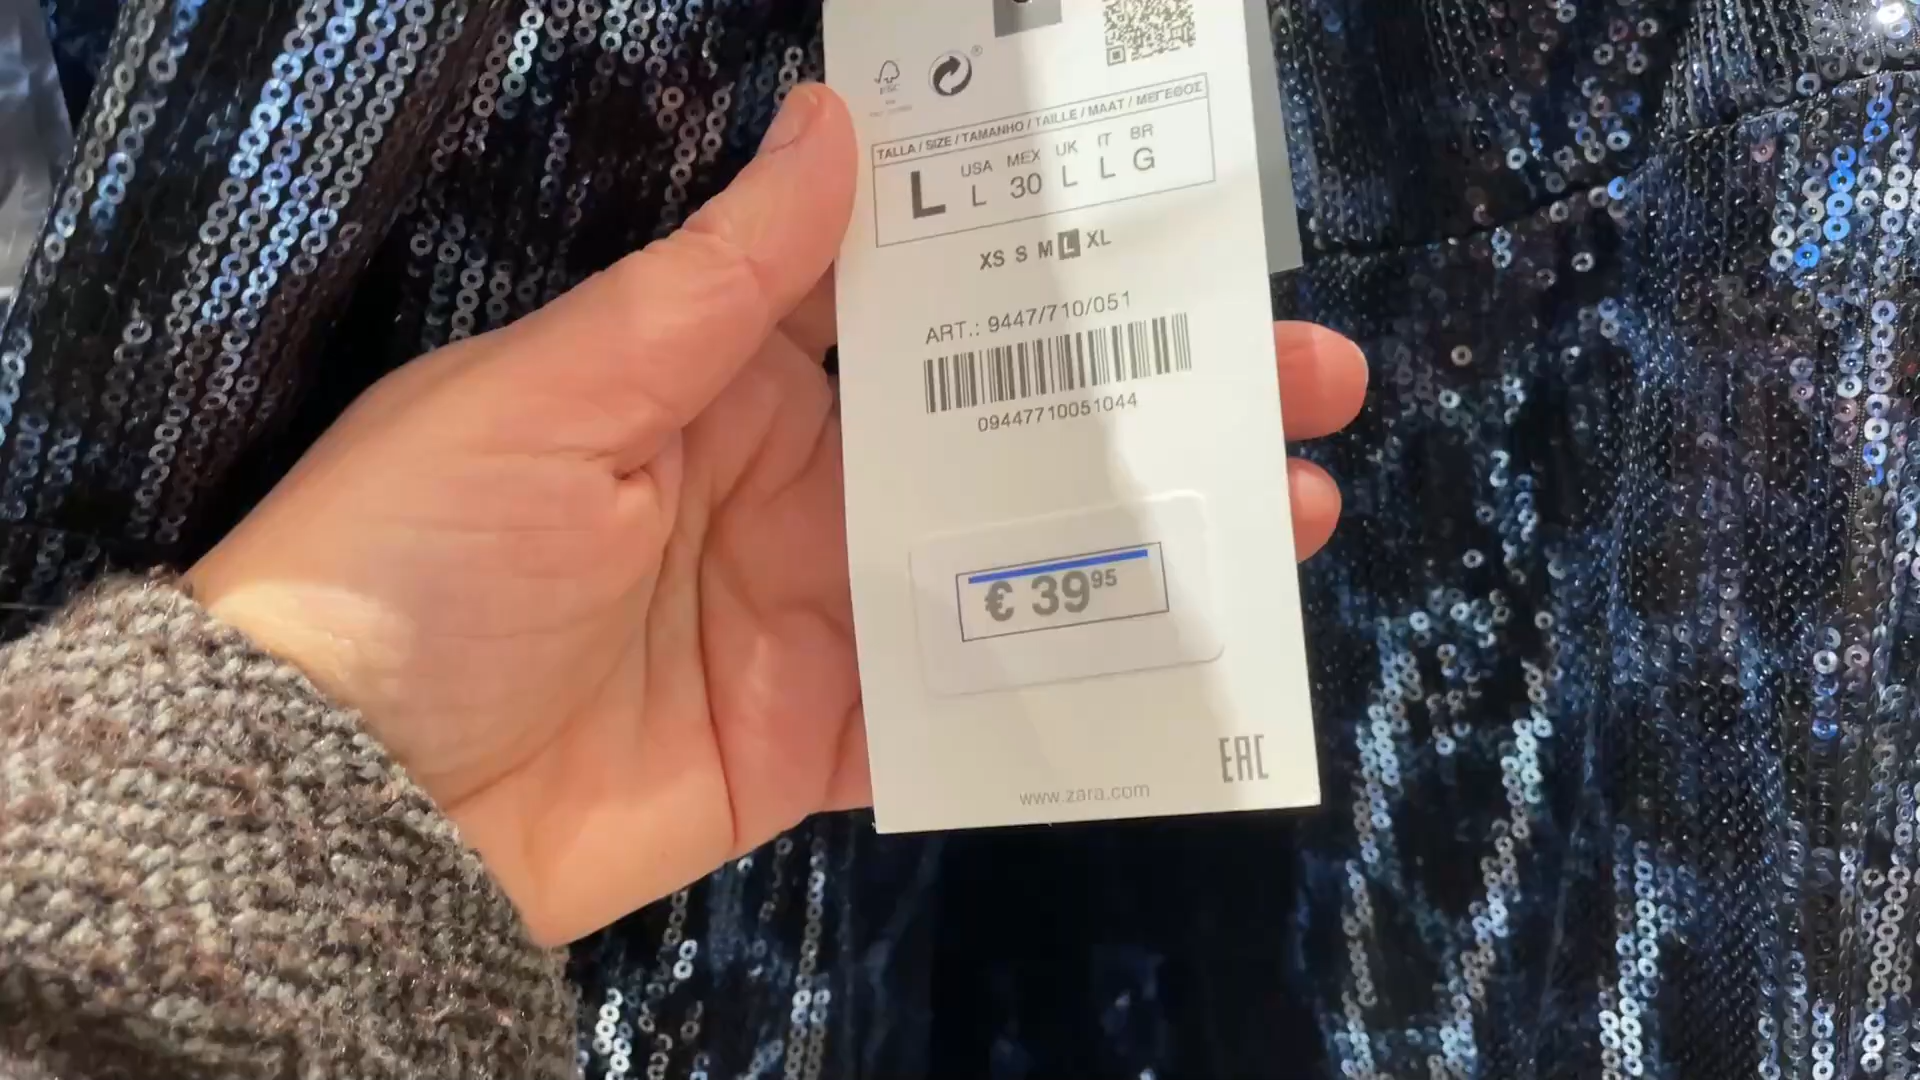 FSC
®
TALLA / SIZE / TAMANHO / TAILLE / MAAT / ΜΕΓΕΘΟΣ
L USA L MEX 30 UK L IT L BR G
XS S M L XL
ART.: 9447/710/051
09447710051044
€ 39 95
EAC
www.zara.com